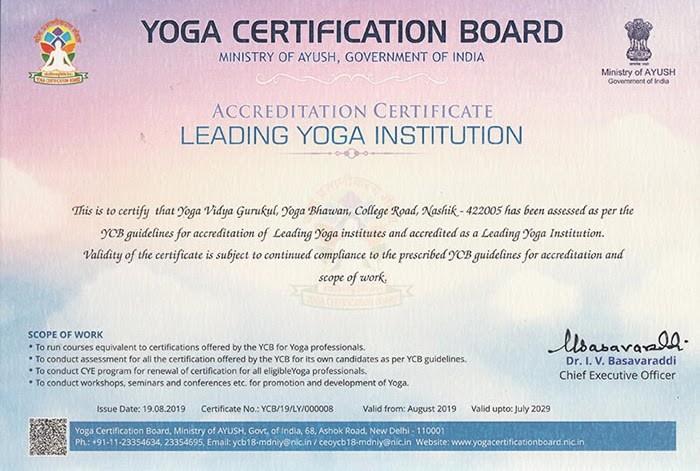 YOGA CERTIFICATION BOARD
MINISTRY OF AYUSH, GOVERNMENT OF INDIA
YOGA CERTIFICATION BOARD
Ministry of AYUSH
Government of India
ACCREDITATION CERTIFICATE
LEADING YOGA INSTITUTION
This is to certify that Yoga Vidya Gurukul, Yoga Bhawan, College Road, Nashik - 422005 has been assessed as per the
YCB guidelines for accreditation of Leading Yoga institutes and accredited as a Leading Yoga Institution.
Validity of the certificate is subject to continued compliance to the prescribed YCB guidelines for accreditation and
scope of work.
YOGA CERTIFICATION BOARD
SCOPE OF WORK
* To run courses equivalent to certifications offered by the YCB for Yoga professionals.
* To conduct assessment for all the certification offered by the YCB for its own candidates as per YCB guidelines.
* To conduct CYE program for renewal of certification for all eligibleYoga professionals.
* To conduct workshops, seminars and conferences etc. for promotion and development of Yoga.
Dr. I. V. Basavaraddi
Chief Executive Officer
Issue Date: 19.08.2019 Certificate No.: YCB/19/LY/000008 Valid from: August 2019 Valid upto: July 2029
Yoga Certification Board, Ministry of AYUSH, Govt. of India, 68, Ashok Road, New Delhi - 110001
Ph.: +91-11-23354634, 23354695, Email: ycb18-mdniy@nic.in / ceoycb18-mdniy@nic.in Website: www.yogacertificationboard.nic.in